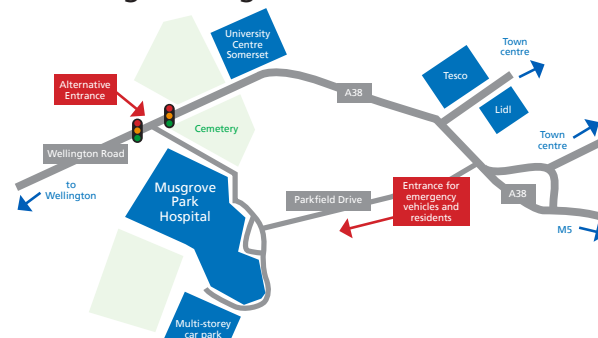 University
Centre
Somerset
Town
centre
Tesco
Alternative
Entrance
A38
Lidl
Cemetery
Town
centre
Wellington Road
to
Wellington
Musgrove
Park
Hospital
Parkfield Drive
Entrance for
emergency
vehicles and
residents
A38
M5
Multi-storey
car park